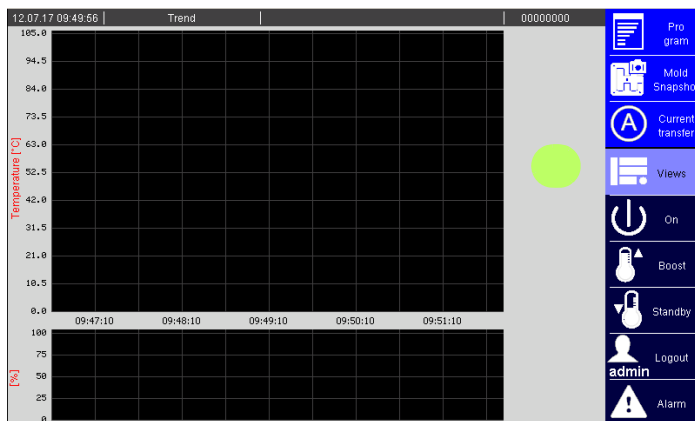 12.07.17 09:49:56
Trend
00000000
Temperature [°C]
105.0
94.5
84.0
73.5
63.0
52.5
42.0
31.5
21.0
10.5
0.0
09:47:10 09:48:10 09:49:10 09:50:10 09:51:10
[%]
100
75
50
25
0
Pro
gram
Mold
Snapsho
A
Current
transfer
Views
On
Boost
Standby
Logout
admin
Alarm